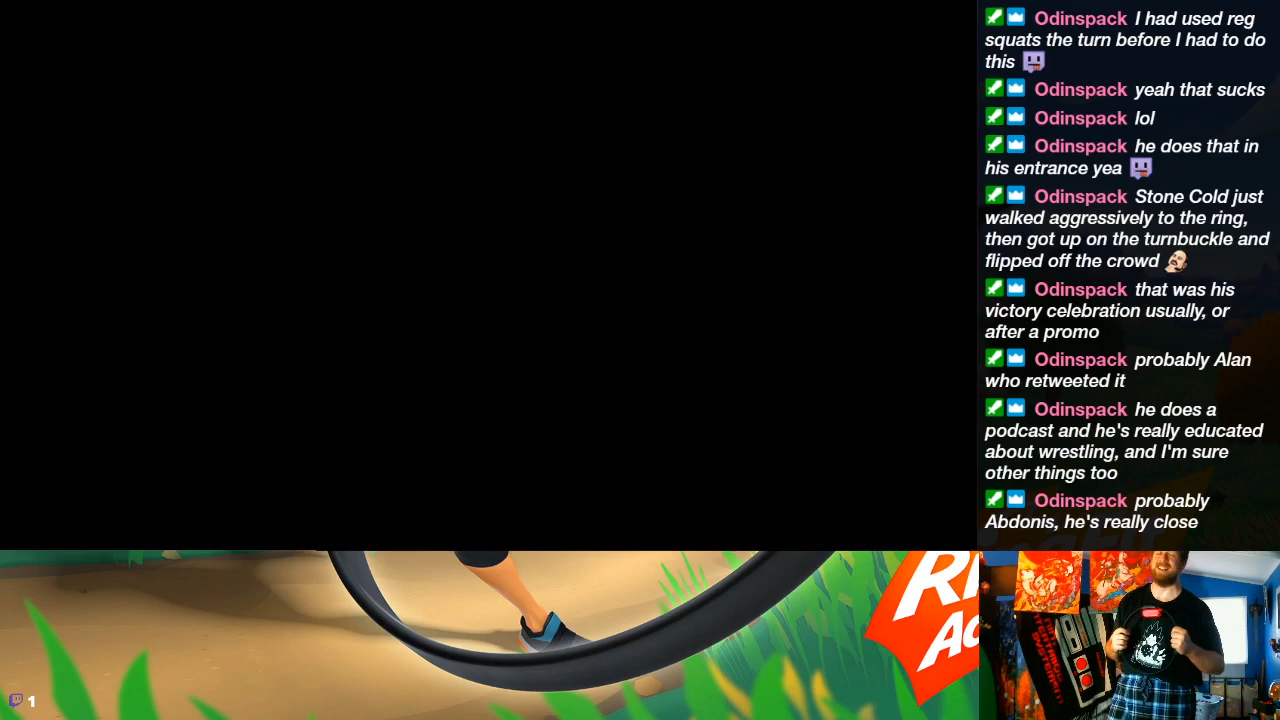 Odinspack I had used reg
squats the turn before I had to do
this
Odinspack yeah that sucks
Odinspack lol
Odinspack he does that in
his entrance yea
Odinspack Stone Cold just
walked aggressively to the ring,
then got up on the turnbuckle and
flipped off the crowd
Odinspack that was his
victory celebration usually, or
after a promo
Odinspack probably Alan
who retweeted it
Odinspack he does a
podcast and he's really educated
about wrestling, and I'm sure
other things too
Odinspack probably
Abdonis, he's really close
1